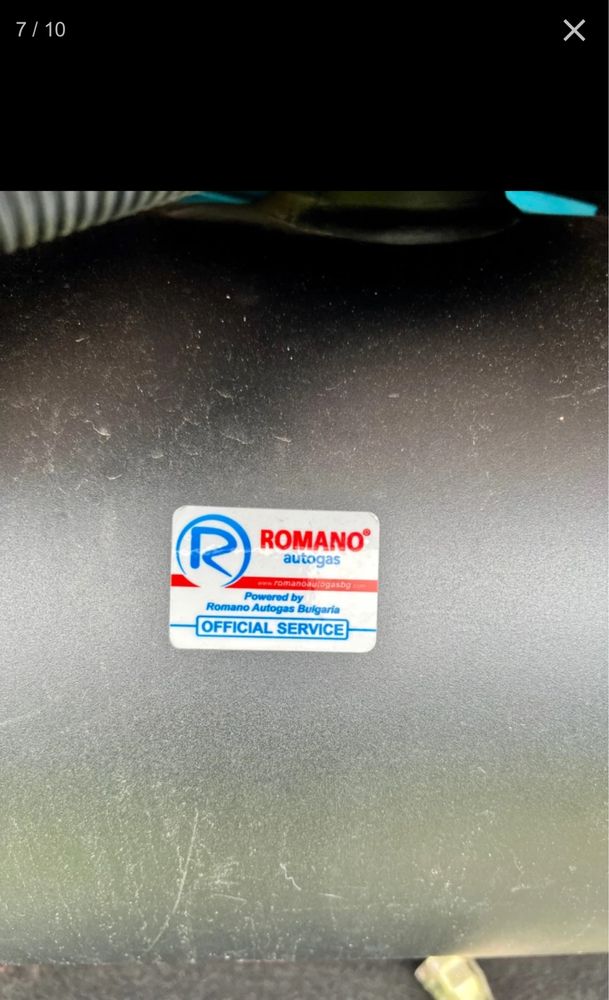 7 / 10
R
ROMANO®
autogas
www.romanoautogasbg.com
Powered by
Romano Autogas Bulgaria
OFFICIAL SERVICE